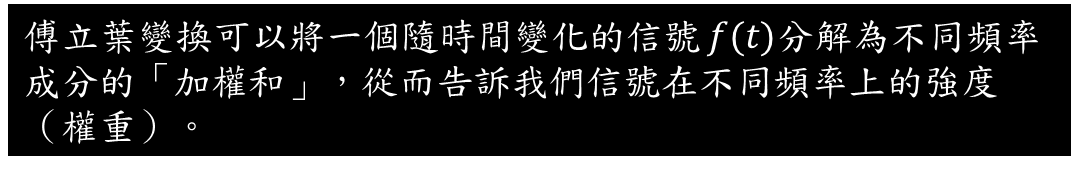 傅立葉變換可以將一個隨時間變化的信號f(t)分解為不同頻率
成分的「加權和」，從而告訴我們信號在不同頻率上的強度
（權重）。